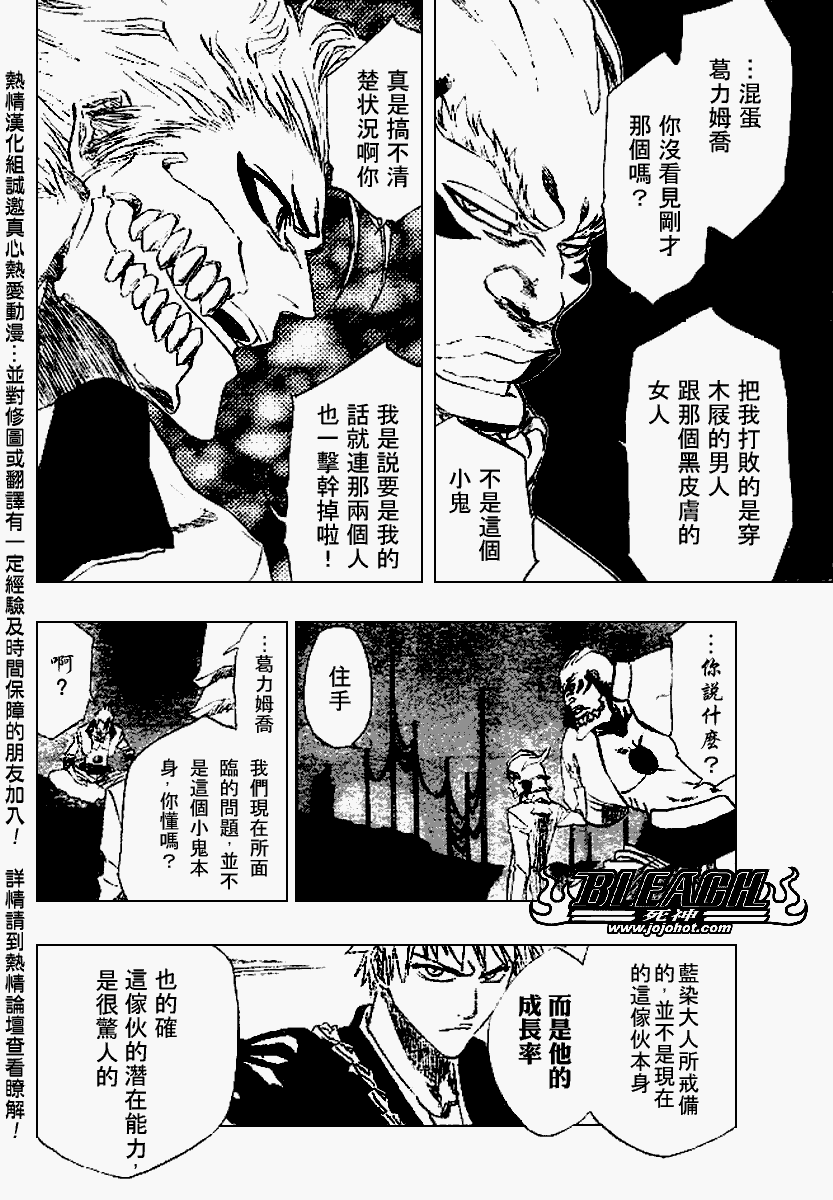 …混蛋
葛力姆喬
你沒看見剛才
那個嗎？
把我打敗的是穿
木屐的男人
跟那個黑皮膚的
女人
不是這個
小鬼
真是搞不清
楚状況啊你
我是説要是我的
話就連那兩個人
也一擊幹掉啦！
…你說什麽？
住手
…葛力姆喬
我們現在所面
臨的問題，並不
是這個小鬼本
身，你懂嗎？
啊？
藍染大人所戒備
的，並不是現在
的這傢伙本身
而是他的
成長率
也的確
這傢伙的潛在能力，
是很驚人的
BLEACH
死神
www.jojohot.com
熱情漢化組誠邀真心熱愛動漫…並對修圖或翻譯有一定經驗及時間保障的朋友加入！ 詳情請到熱情論壇查看瞭解！